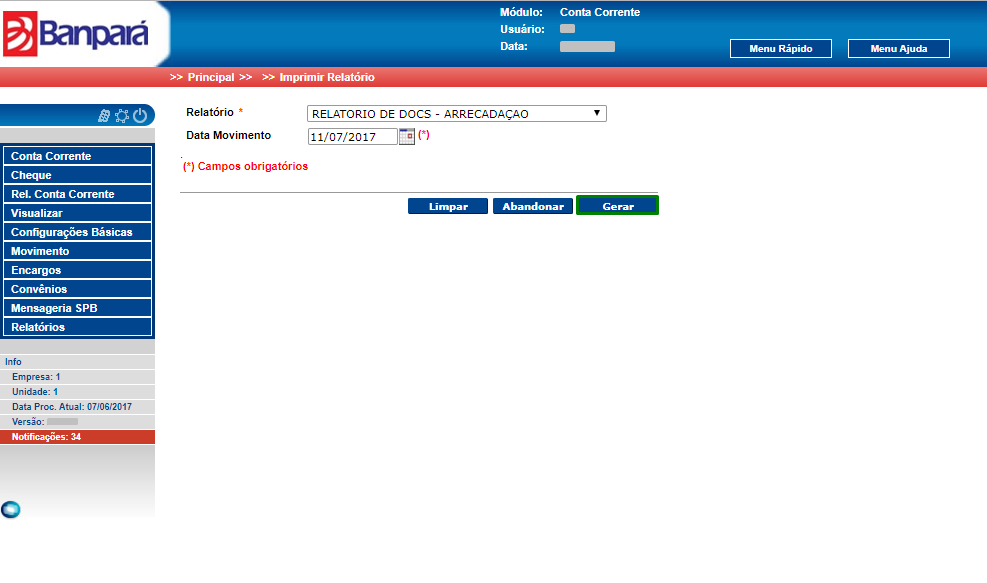 Banpará
Módulo: Conta Corrente
Usuário:
Data:
Menu Rápido
Menu Ajuda
>> Principal >> >> Imprimir Relatório
Relatório *
RELATORIO DE DOCS - ARRECADAÇAO
Data Movimento
11/07/2017
(*)
(*) Campos obrigatórios
Limpar
Abandonar
Gerar
Conta Corrente
Cheque
Rel. Conta Corrente
Visualizar
Configurações Básicas
Movimento
Encargos
Convênios
Mensageria SPB
Relatórios
Info
Empresa: 1
Unidade: 1
Data Proc. Atual: 07/06/2017
Versão:
Notificações: 34